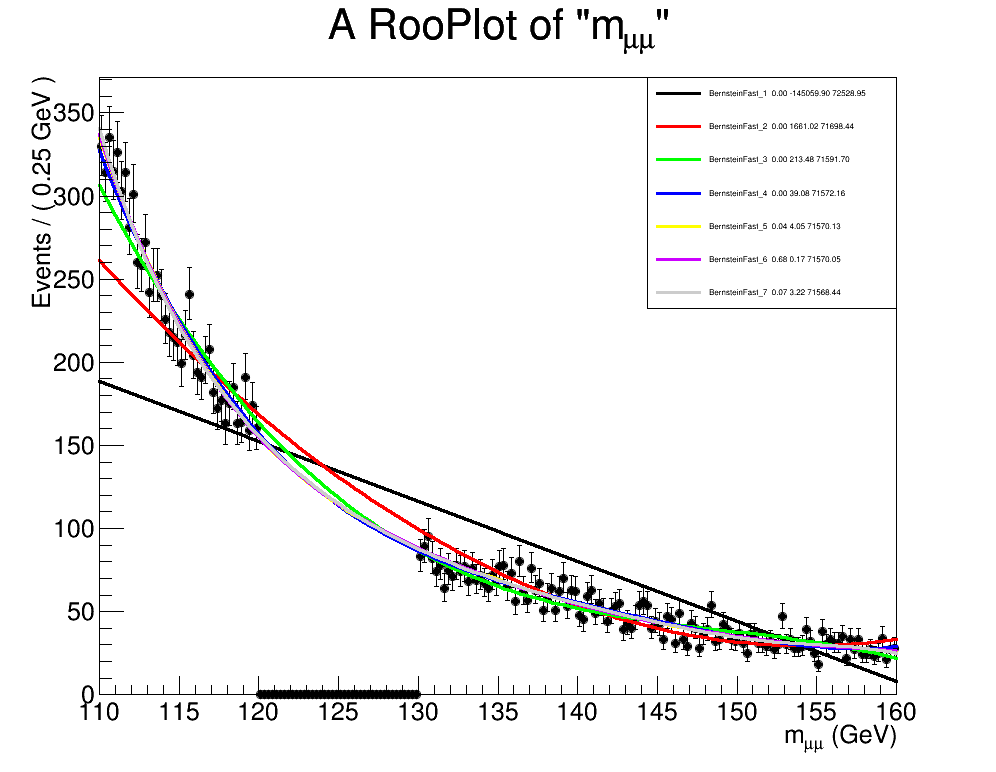 A RooPlot of "mμμ"
Events / ( 0.25 GeV )
350
300
250
200
150
100
50
0
BernsteinFast_1 0.00 -145059.90 72528.95
BernsteinFast_2 0.00 1661.02 71698.44
BernsteinFast_3 0.00 213.48 71591.70
BernsteinFast_4 0.00 39.08 71572.16
BernsteinFast_5 0.04 4.05 71570.13
BernsteinFast_6 0.68 0.17 71570.05
BernsteinFast_7 0.07 3.22 71568.44
110 115 120 125 130 135 140 145 150 155 160
mμμ (GeV)